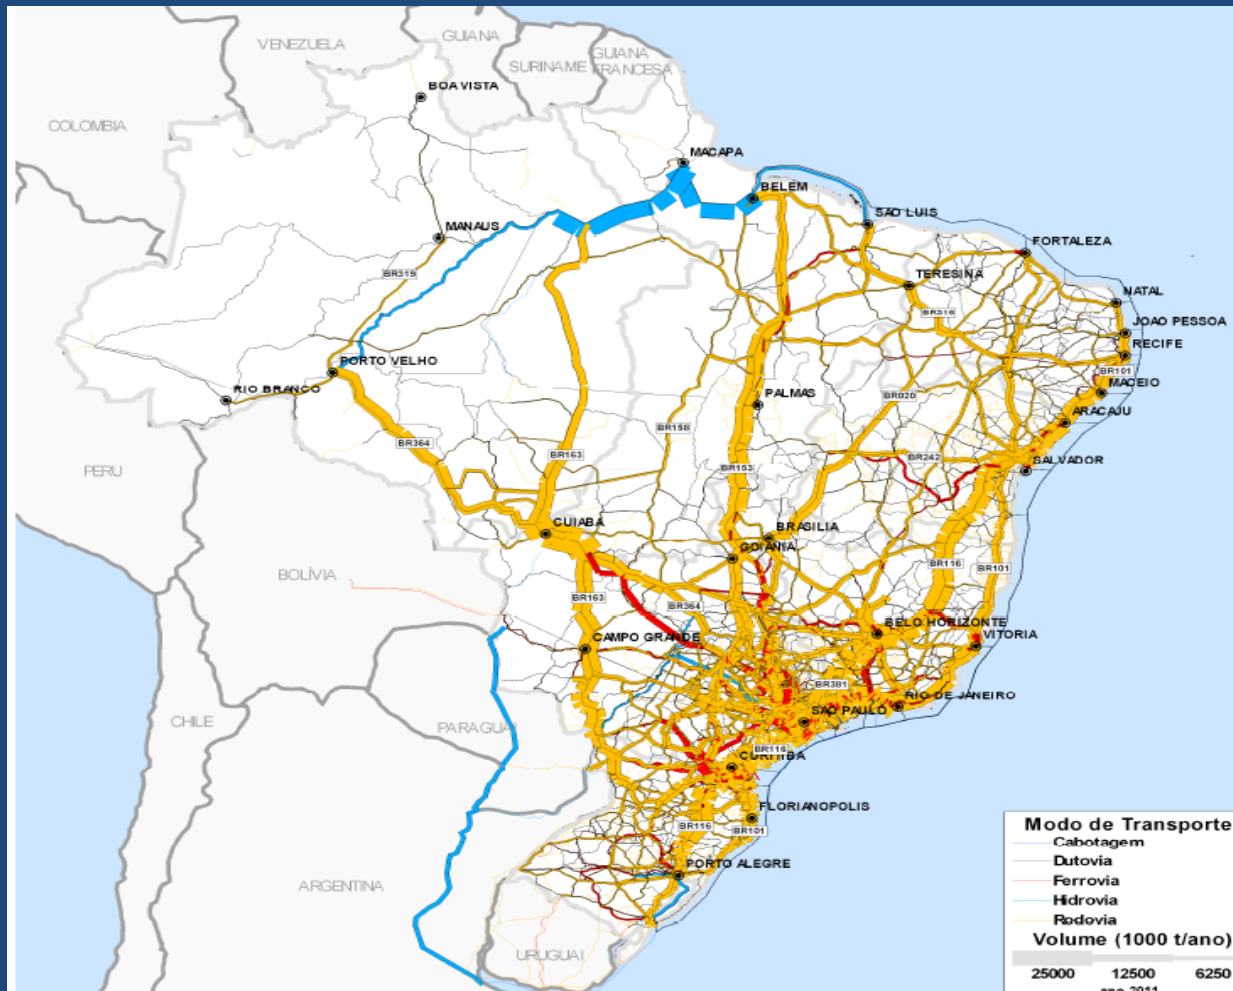 VENEZUELA
GUIANA
SURINAME
GUIANA
FRANCESA
BOA VISTA
COLOMBIA
MACAPA
BELEM
SAO LUIS
MANAUS
FORTALEZA
BR319
TERESINA
NATAL
BR316
JOAO PESSOA
RECIFE
PORTO VELHO
BR101
RIO BRANCO
MACEIO
PALMAS
BR020
ARACAJU
BR158
BR364
BR163
BR242
SALVADOR
PERU
BR153
CUIABA
BRASILIA
GOIANIA
BR116
BR101
BOLÍVIA
BR163
BR364
BELO HORIZONTE
CAMPO GRANDE
VITORIA
BR381
RIO DE JANEIRO
CHILE
PARAGUAI
SAO PAULO
BR116
CURITIBA
FLORIANOPOLIS
BR116
BR101
PORTO ALEGRE
ARGENTINA
URUGUAI
Modo de Transporte
Cabotagem
Dutovia
Ferrovia
Hidrovia
Rodovia
Volume (1000 t/ano)
25000 12500 6250
ano 2011